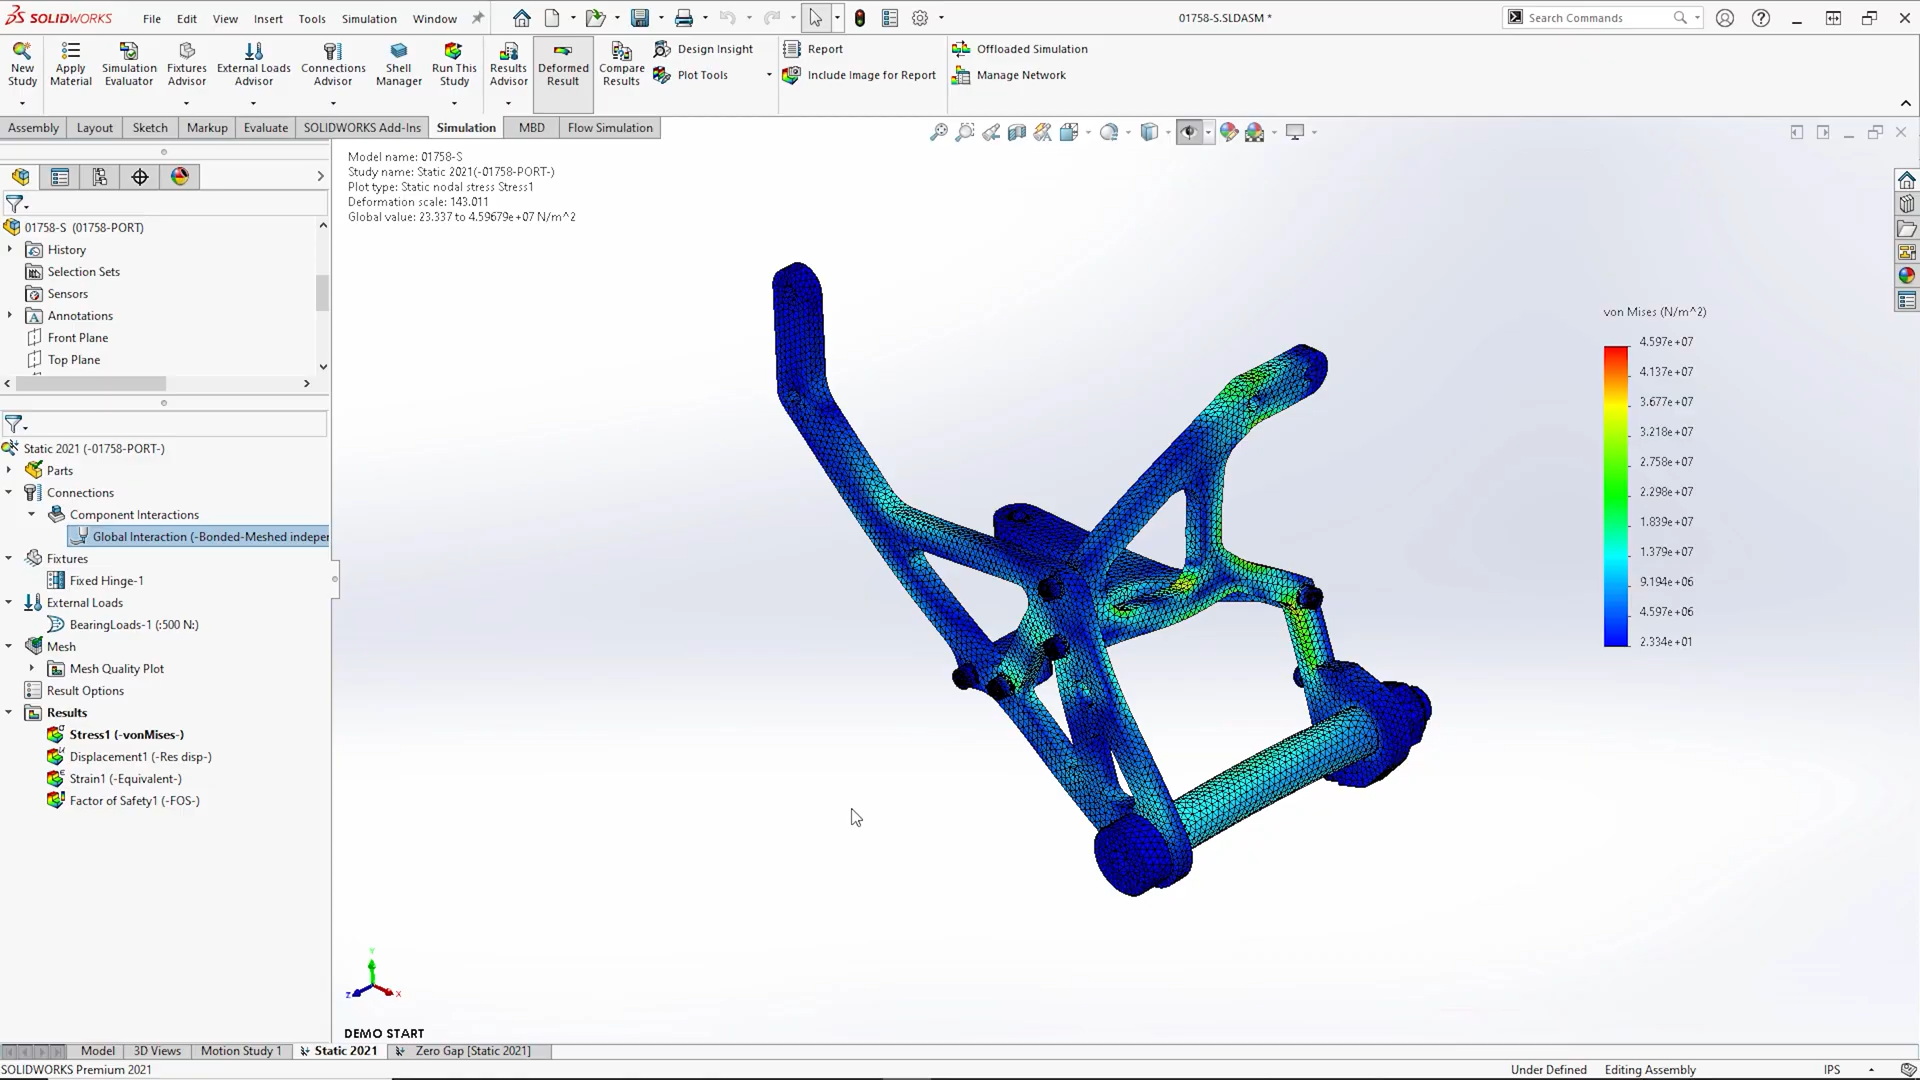 SOLIDWORKS File Edit View Insert Tools Simulation Window 01758-S.SLDASM * Search Commands
New Study
Apply Material
Simulation Evaluator
Fixtures Advisor
External Loads Advisor
Connections Advisor
Shell Manager
Run This Study
Results Advisor
Deformed Result
Compare Results
Design Insight
Plot Tools
Report
Include Image for Report
Offloaded Simulation
Manage Network
Assembly Layout Sketch Markup Evaluate SOLIDWORKS Add-Ins Simulation MBD Flow Simulation
01758-S (01758-PORT)
History
Selection Sets
Sensors
Annotations
Front Plane
Top Plane
Static 2021 (-01758-PORT-)
Parts
Connections
Component Interactions
Global Interaction (-Bonded-Meshed indeper
Fixtures
Fixed Hinge-1
External Loads
BearingLoads-1 (:500 N:)
Mesh
Mesh Quality Plot
Result Options
Results
Stress1 (-vonMises-)
Displacement1 (-Res disp-)
Strain1 (-Equivalent-)
Factor of Safety1 (-FOS-)
Model name: 01758-S
Study name: Static 2021(-01758-PORT-)
Plot type: Static nodal stress Stress1
Deformation scale: 143.011
Global value: 23.337 to 4.59679e+07 N/m^2
von Mises (N/m^2)
4.597e+07
4.137e+07
3.677e+07
3.218e+07
2.758e+07
2.298e+07
1.839e+07
1.379e+07
9.194e+06
4.597e+06
2.334e+01
Y
Z
X
DEMO START
Model 3D Views Motion Study 1 Static 2021 Zero Gap [Static 2021]
SOLIDWORKS Premium 2021 Under Defined Editing Assembly IPS